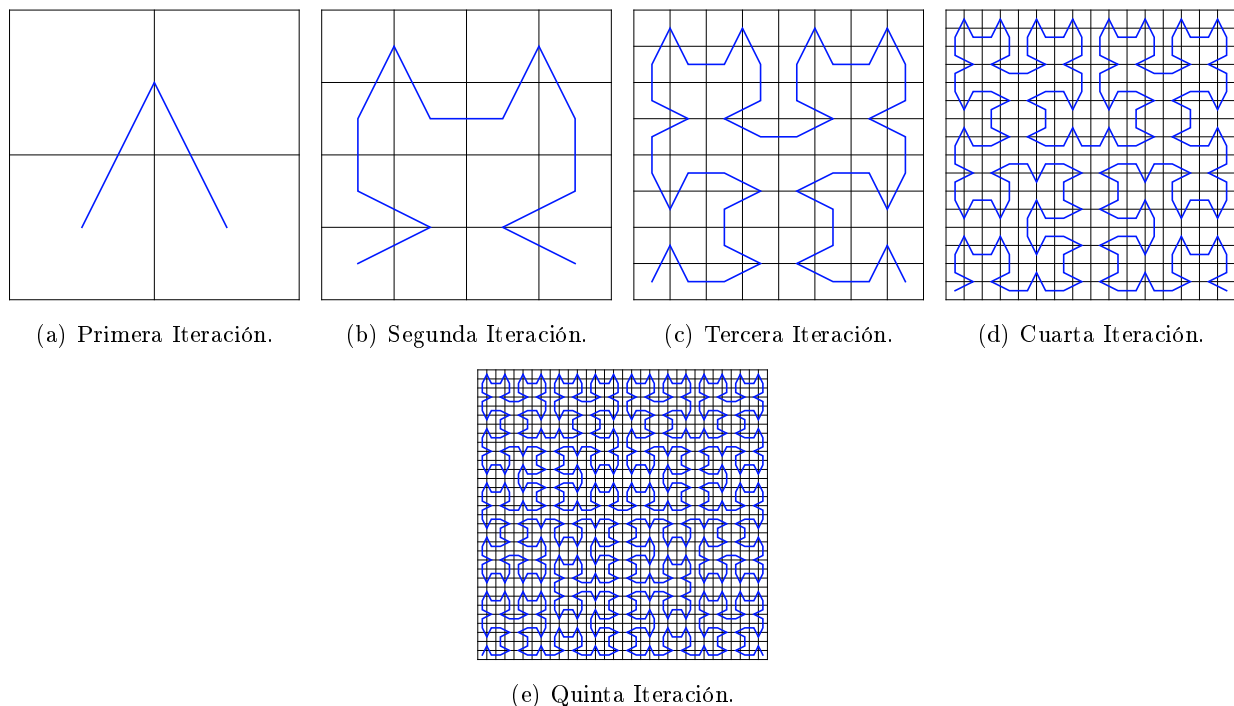 (a) Primera Iteración.
(b) Segunda Iteración.
(c) Tercera Iteración.
(d) Cuarta Iteración.
(e) Quinta Iteración.